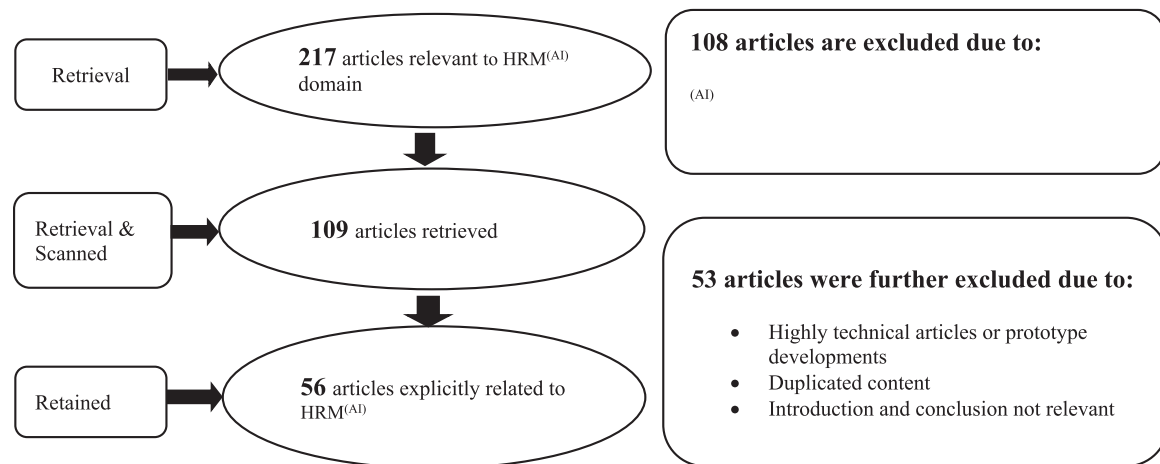 Retrieval
217 articles relevant to HRM(AI)
domain
108 articles are excluded due to:
(AI)
Retrieval &
Scanned
109 articles retrieved
53 articles were further excluded due to:
• Highly technical articles or prototype
developments
• Duplicated content
• Introduction and conclusion not relevant
Retained
56 articles explicitly related to
HRM(AI)